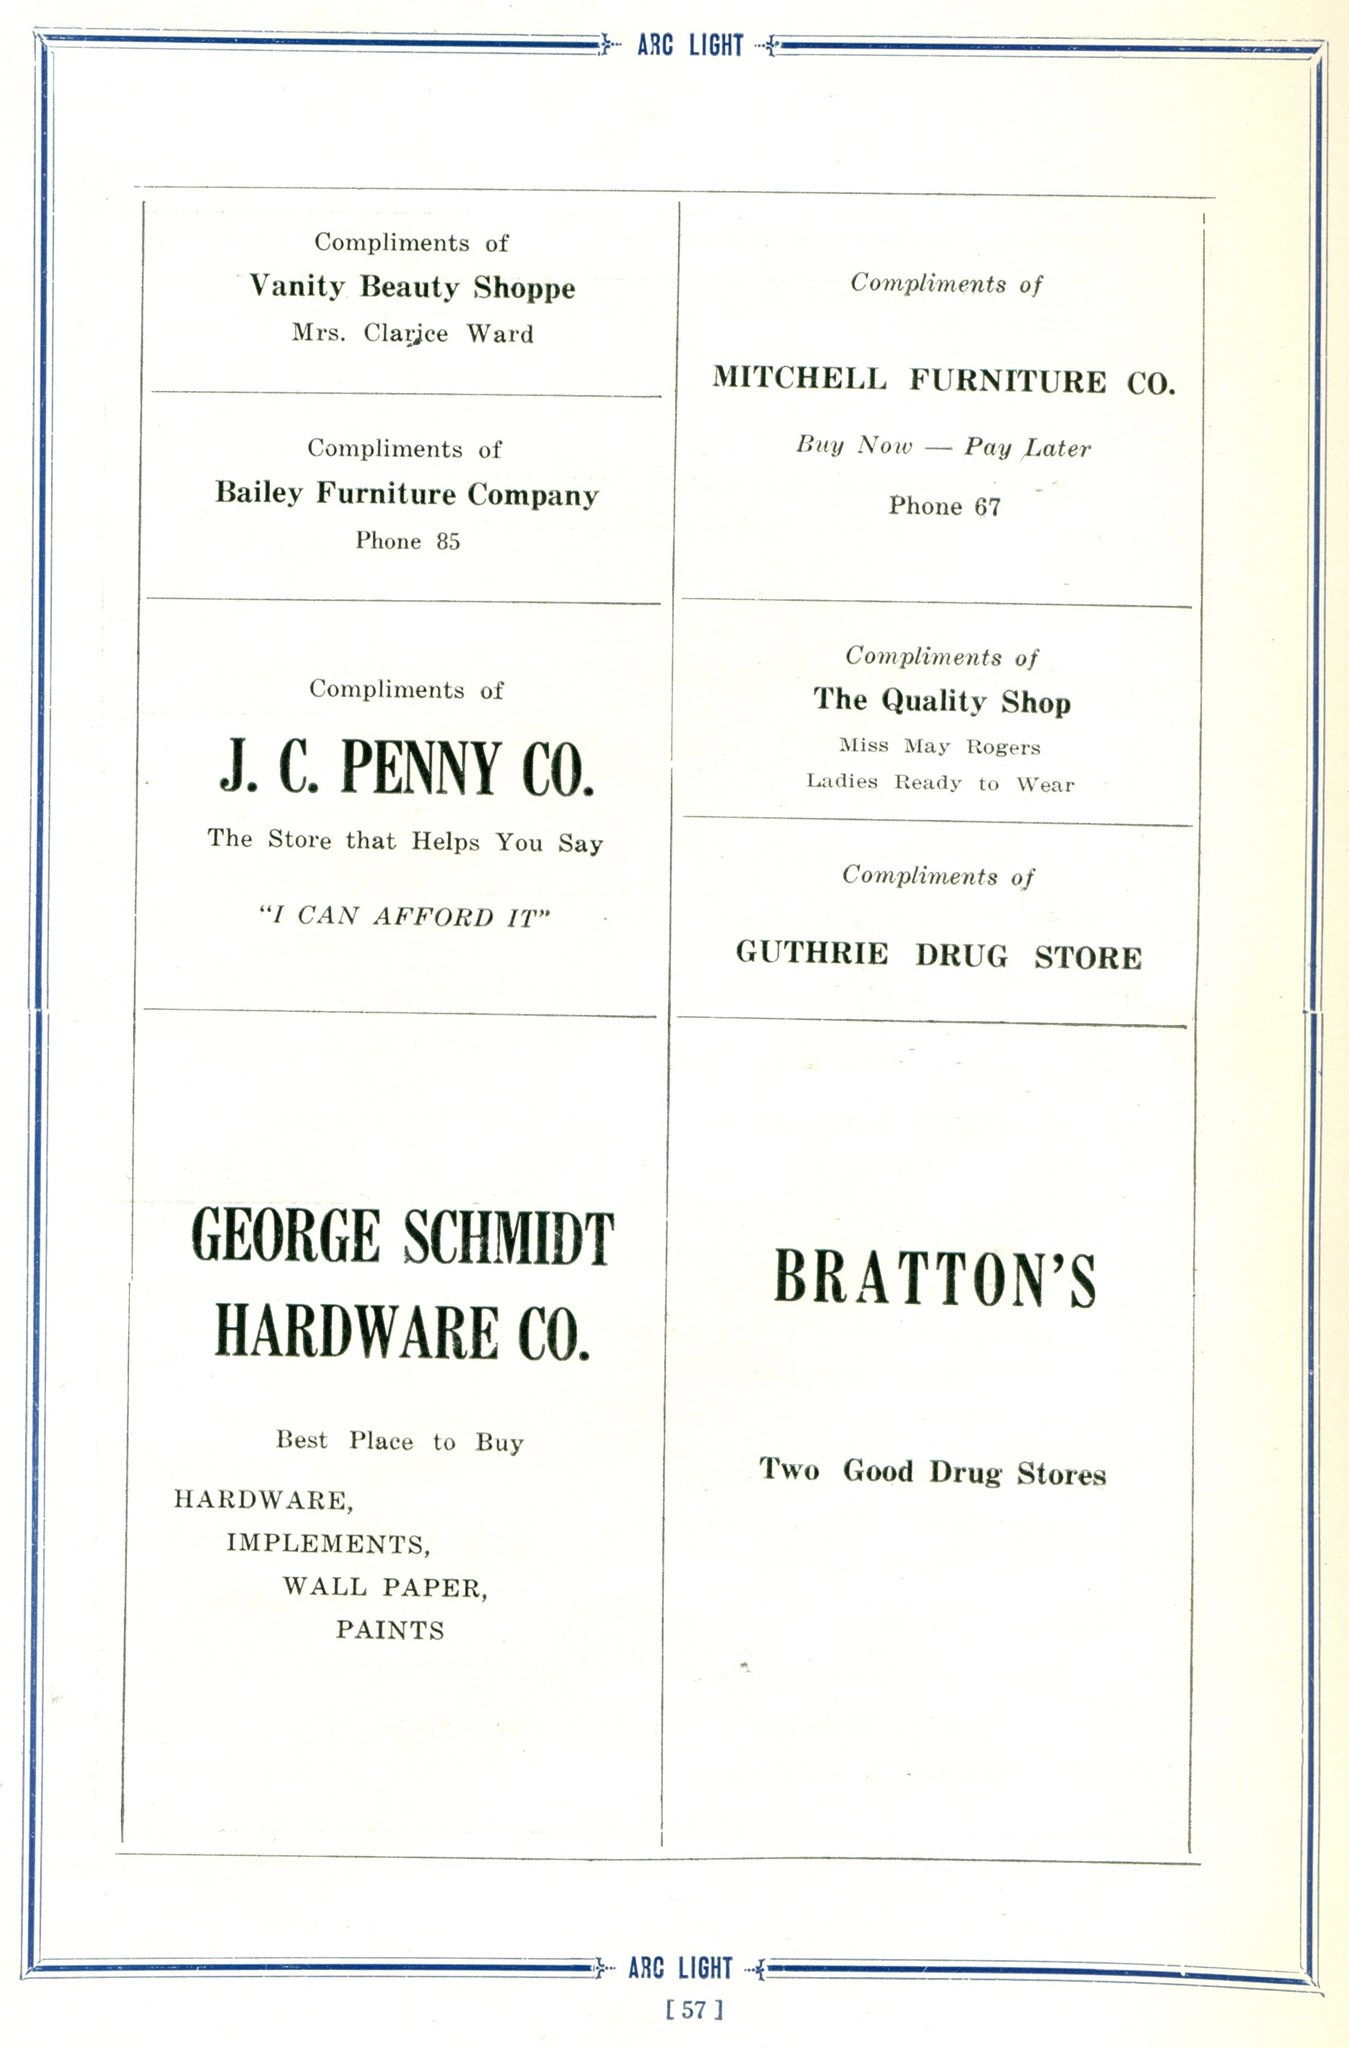 ARC LIGHT
Compliments of
Vanity Beauty Shoppe
Mrs. Clarice Ward
Compliments of
Bailey Furniture Company
Phone 85
Compliments of
J. C. PENNY CO.
The Store that Helps You Say
"I CAN AFFORD IT"
GEORGE SCHMIDT
HARDWARE CO.
Best Place to Buy
HARDWARE,
IMPLEMENTS,
WALL PAPER,
PAINTS
Compliments of
MITCHELL FURNITURE CO.
Buy Now — Pay Later
Phone 67
Compliments of
The Quality Shop
Miss May Rogers
Ladies Ready to Wear
Compliments of
GUTHRIE DRUG STORE
BRATTON'S
Two Good Drug Stores
ARC LIGHT
[ 57 ]